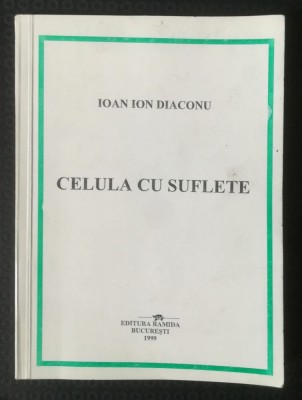 IOAN ION DIACONU
CELULA CU SUFLETE
EDITURA RAMIDA
BUCUREȘTI
1999